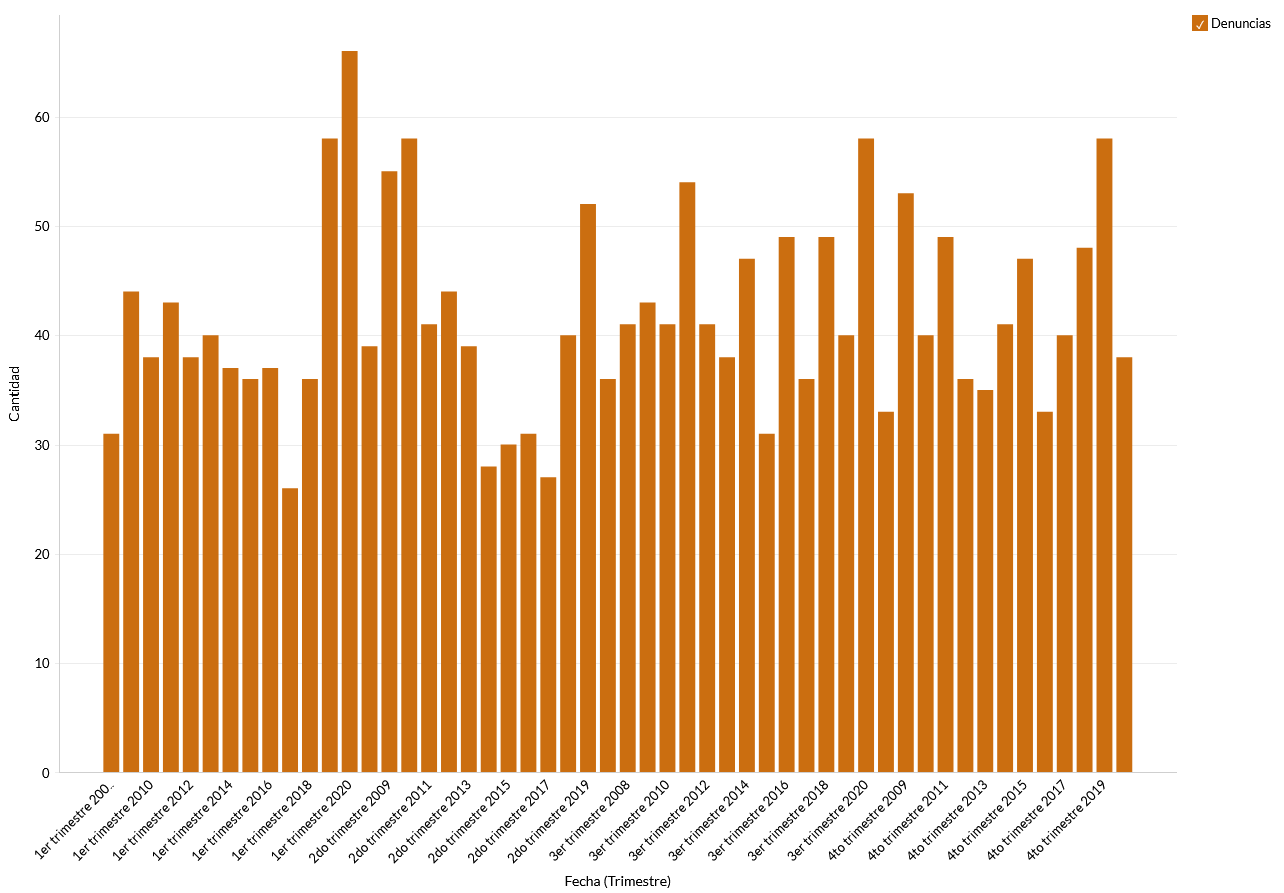 ✓ Denuncias
60
50
40
30
20
10
0
Cantidad
1er trimestre 200..
1er trimestre 2010
1er trimestre 2012
1er trimestre 2014
1er trimestre 2016
1er trimestre 2018
1er trimestre 2020
2do trimestre 2009
2do trimestre 2011
2do trimestre 2013
2do trimestre 2015
2do trimestre 2017
2do trimestre 2019
3er trimestre 2008
3er trimestre 2010
3er trimestre 2012
3er trimestre 2014
3er trimestre 2016
3er trimestre 2018
3er trimestre 2020
4to trimestre 2009
4to trimestre 2011
4to trimestre 2013
4to trimestre 2015
4to trimestre 2017
4to trimestre 2019
Fecha (Trimestre)